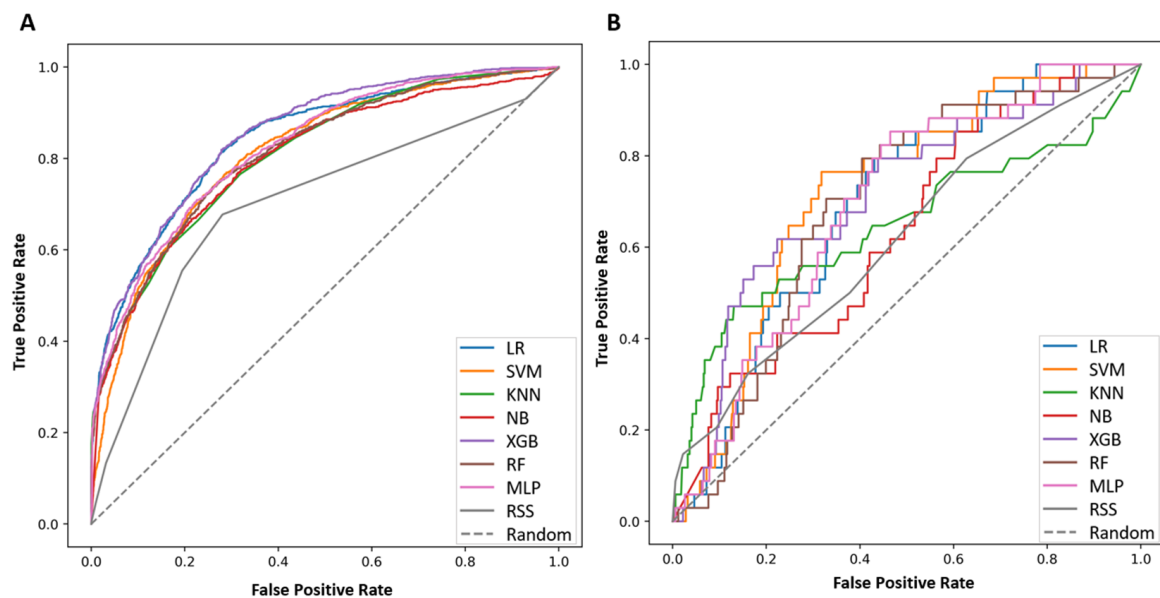 A
1.0
0.8
0.6
0.4
0.2
0.0
True Positive Rate
0.0 0.2 0.4 0.6 0.8 1.0
False Positive Rate
LR
SVM
KNN
NB
XGB
RF
MLP
RSS
Random
B
1.0
0.8
0.6
0.4
0.2
0.0
True Positive Rate
0.0 0.2 0.4 0.6 0.8 1.0
False Positive Rate
LR
SVM
KNN
NB
XGB
RF
MLP
RSS
Random